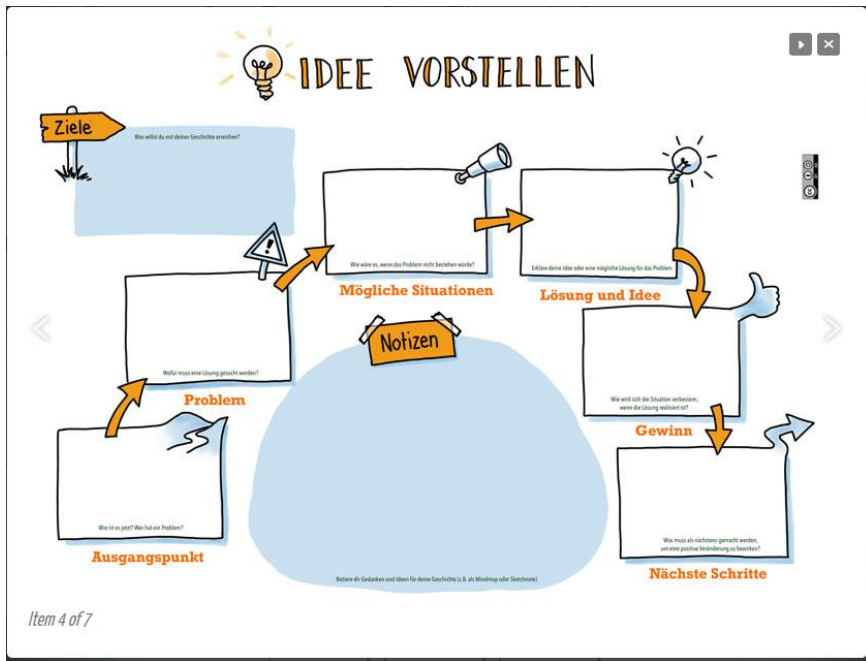 IDEE VORSTELLEN
Ziele
Was willst du mit deiner Geschichte erreichen?
Wie wäre es, wenn das Problem nicht bestehen würde?
Mögliche Situationen
Erkläre deine Idee oder eine mögliche Lösung für das Problem
Lösung und Idee
Wofür muss eine Lösung gesucht werden?
Problem
Notizen
Wie wird sich die Situation verbessern,
wenn die Lösung realisiert ist?
Gewinn
Wie ist es jetzt? Wer hat ein Problem?
Ausgangspunkt
Was muss als nächstens gemacht werden,
um eine positive Veränderung zu bewirken?
Nächste Schritte
Notiere dir Gedanken und Ideen für deine Geschichte (z.B. als Mindmap oder Sketchnote)
Item 4 of 7